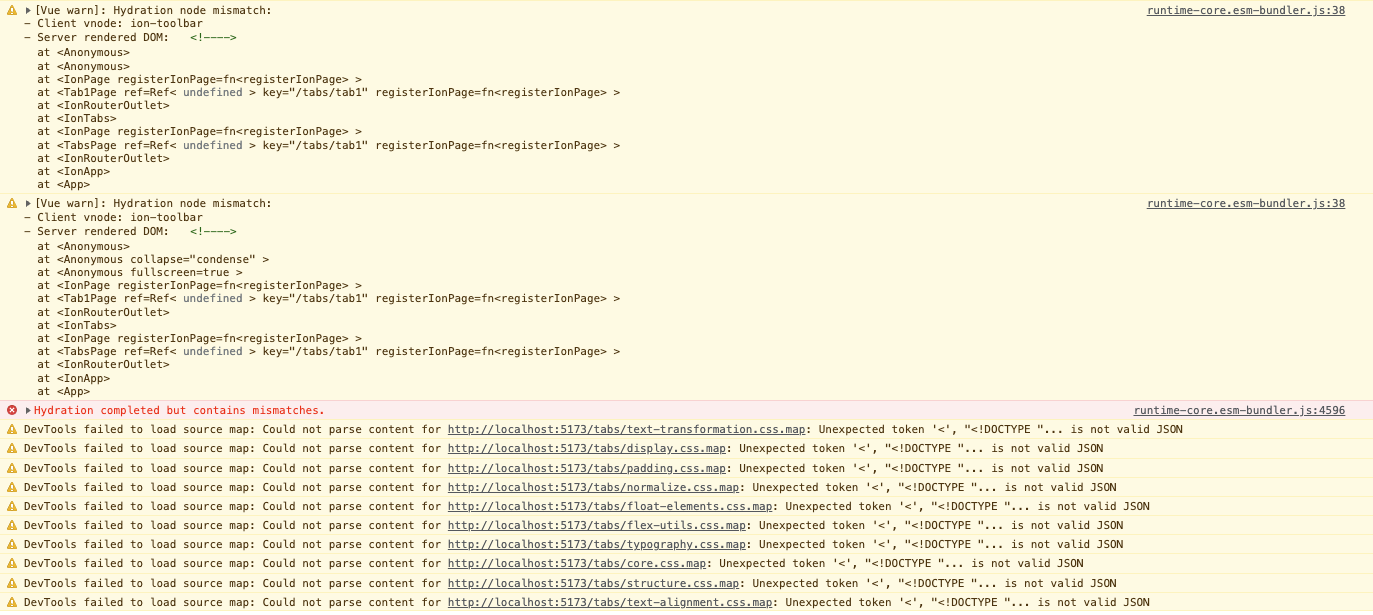 [Vue warn]: Hydration node mismatch: runtime-core.esm-bundler.js:38
– Client vnode: ion-toolbar
– Server rendered DOM: <!---->
at <Anonymous>
at <Anonymous>
at <IonPage registerIonPage=fn<registerIonPage> >
at <Tab1Page ref=Ref< undefined > key="/tabs/tab1" registerIonPage=fn<registerIonPage> >
at <IonRouterOutlet>
at <IonTabs>
at <IonPage registerIonPage=fn<registerIonPage> >
at <TabsPage ref=Ref< undefined > key="/tabs/tab1" registerIonPage=fn<registerIonPage> >
at <IonRouterOutlet>
at <IonApp>
at <App>
[Vue warn]: Hydration node mismatch: runtime-core.esm-bundler.js:38
– Client vnode: ion-toolbar
– Server rendered DOM: <!---->
at <Anonymous>
at <Anonymous collapse="condense" >
at <Anonymous fullscreen=true >
at <IonPage registerIonPage=fn<registerIonPage> >
at <Tab1Page ref=Ref< undefined > key="/tabs/tab1" registerIonPage=fn<registerIonPage> >
at <IonRouterOutlet>
at <IonTabs>
at <IonPage registerIonPage=fn<registerIonPage> >
at <TabsPage ref=Ref< undefined > key="/tabs/tab1" registerIonPage=fn<registerIonPage> >
at <IonRouterOutlet>
at <IonApp>
at <App>
Hydration completed but contains mismatches. runtime-core.esm-bundler.js:4596
DevTools failed to load source map: Could not parse content for http://localhost:5173/tabs/text-transformation.css.map: Unexpected token '<', "<!DOCTYPE "... is not valid JSON
DevTools failed to load source map: Could not parse content for http://localhost:5173/tabs/display.css.map: Unexpected token '<', "<!DOCTYPE "... is not valid JSON
DevTools failed to load source map: Could not parse content for http://localhost:5173/tabs/padding.css.map: Unexpected token '<', "<!DOCTYPE "... is not valid JSON
DevTools failed to load source map: Could not parse content for http://localhost:5173/tabs/normalize.css.map: Unexpected token '<', "<!DOCTYPE "... is not valid JSON
DevTools failed to load source map: Could not parse content for http://localhost:5173/tabs/float-elements.css.map: Unexpected token '<', "<!DOCTYPE "... is not valid JSON
DevTools failed to load source map: Could not parse content for http://localhost:5173/tabs/flex-utils.css.map: Unexpected token '<', "<!DOCTYPE "... is not valid JSON
DevTools failed to load source map: Could not parse content for http://localhost:5173/tabs/typography.css.map: Unexpected token '<', "<!DOCTYPE "... is not valid JSON
DevTools failed to load source map: Could not parse content for http://localhost:5173/tabs/core.css.map: Unexpected token '<', "<!DOCTYPE "... is not valid JSON
DevTools failed to load source map: Could not parse content for http://localhost:5173/tabs/structure.css.map: Unexpected token '<', "<!DOCTYPE "... is not valid JSON
DevTools failed to load source map: Could not parse content for http://localhost:5173/tabs/text-alignment.css.map: Unexpected token '<', "<!DOCTYPE "... is not valid JSON